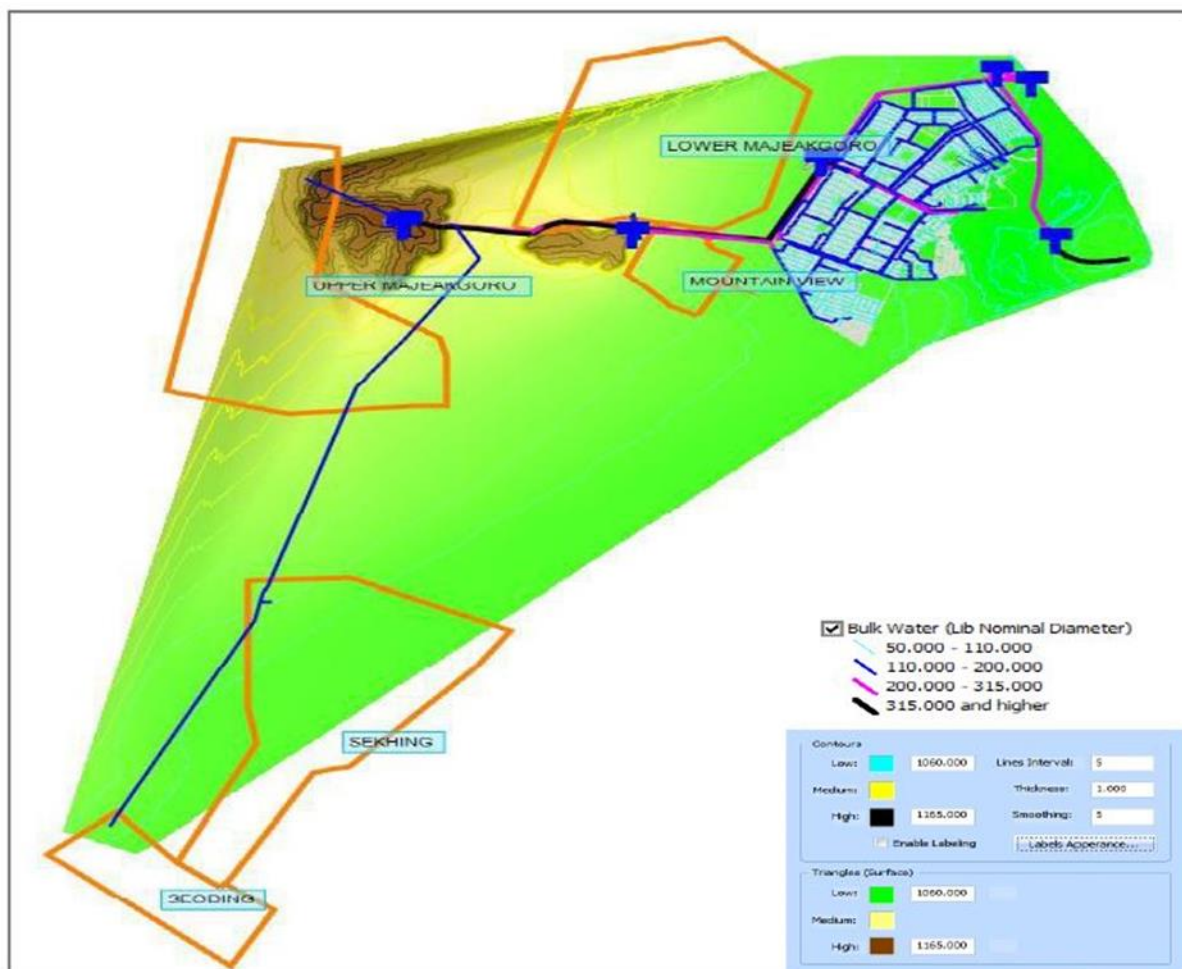 LOWER MAJEAKGORO
UPPER MAJEAKGORO
MOUNTAIN VIEW
Bulk Water (Lib Nominal Diameter)
50.000 - 110.000
110.000 - 200.000
200.000 - 315.000
315.000 and higher
SEKHING
SEODING
Contours
Low: 1060.000 Lines Interval: 5
Medium: Thickness: 1.000
High: 1165.000 Smoothing: 5
Enable Labeling Labels Apperance...
Triangles (Surface)
Low: 1060.000
Medium:
High: 1165.000